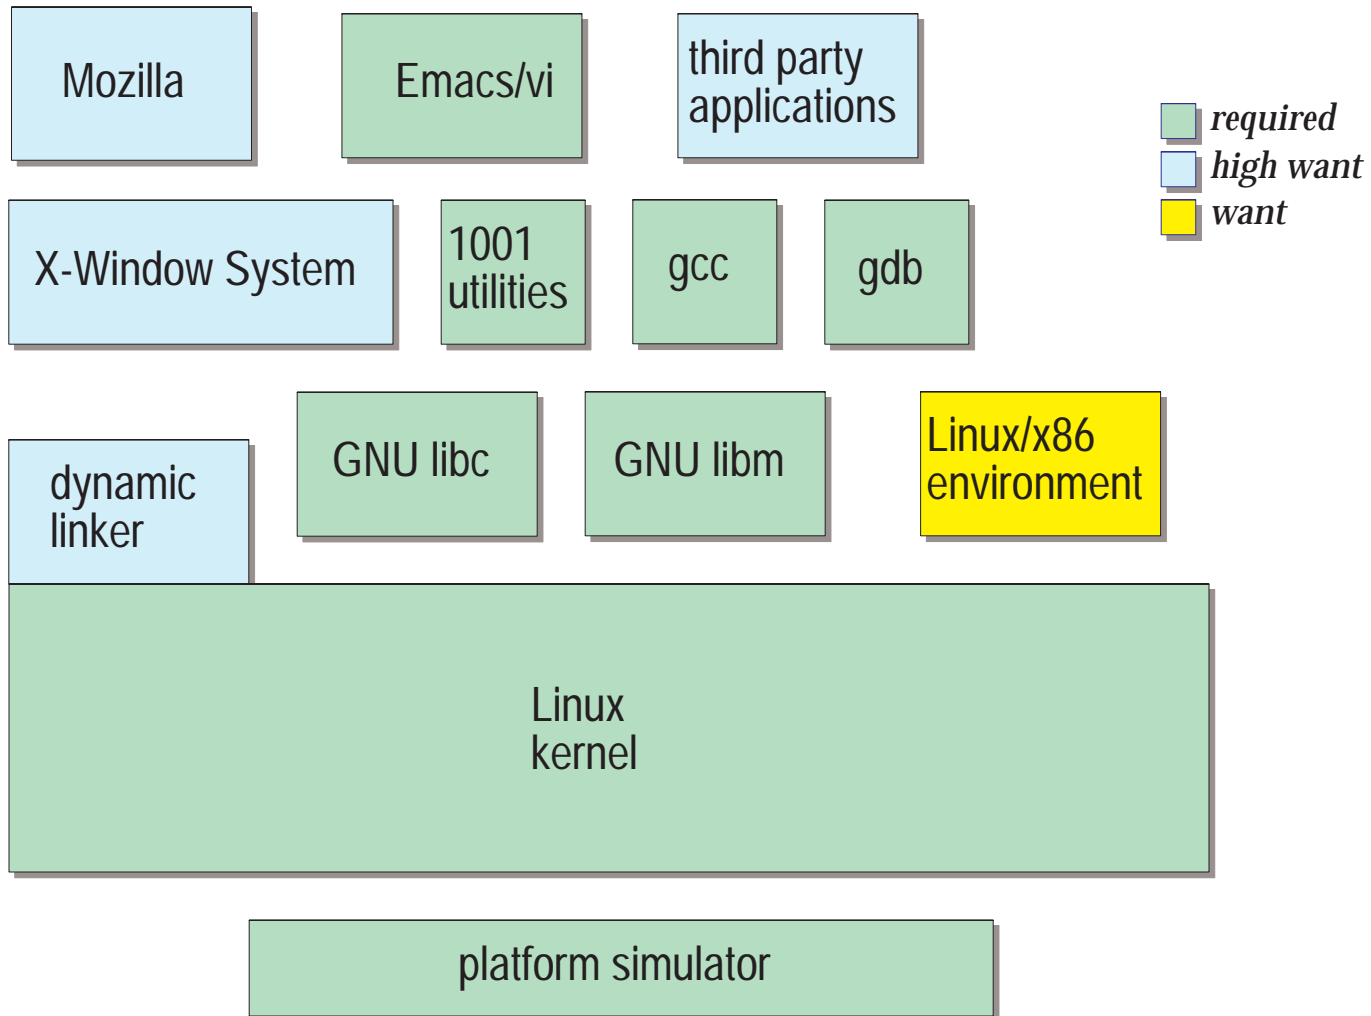 Mozilla
Emacs/vi
third party
applications
required
high want
want
X-Window System
1001
utilities
gcc
gdb
dynamic
linker
GNU libc
GNU libm
Linux/x86
environment
Linux
kernel
platform simulator